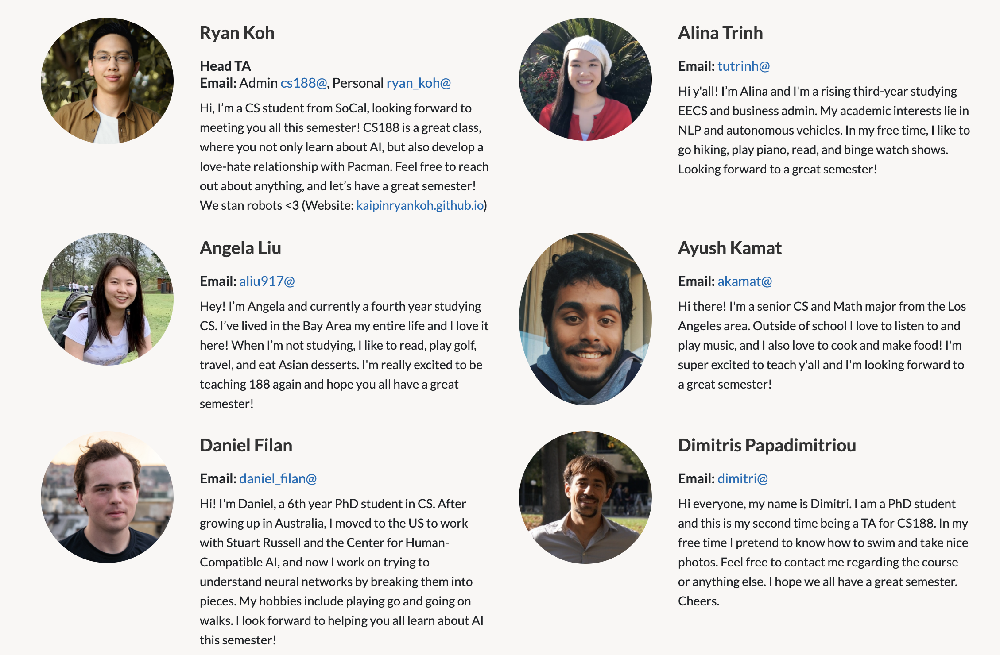 Ryan Koh
Head TA
Email: Admin cs188@, Personal ryan_koh@
Hi, I’m a CS student from SoCal, looking forward to
meeting you all this semester! CS188 is a great class,
where you not only learn about AI, but also develop a
love-hate relationship with Pacman. Feel free to reach
out about anything, and let’s have a great semester!
We stan robots <3 (Website: kaipinryankoh.github.io)
Alina Trinh
Email: tutrinh@
Hi y'all! I’m Alina and I'm a rising third-year studying
EECS and business admin. My academic interests lie in
NLP and autonomous vehicles. In my free time, I like to
go hiking, play piano, read, and binge watch shows.
Looking forward to a great semester!
Angela Liu
Email: aliu917@
Hey! I’m Angela and currently a fourth year studying
CS. I’ve lived in the Bay Area my entire life and I love it
here! When I’m not studying, I like to read, play golf,
travel, and eat Asian desserts. I'm really excited to be
teaching 188 again and hope you all have a great
semester!
Ayush Kamat
Email: akamat@
Hi there! I'm a senior CS and Math major from the Los
Angeles area. Outside of school I love to listen to and
play music, and I also love to cook and make food! I'm
super excited to teach y'all and I'm looking forward to
a great semester!
Daniel Filan
Email: daniel_filan@
Hi! I'm Daniel, a 6th year PhD student in CS. After
growing up in Australia, I moved to the US to work
with Stuart Russell and the Center for Human-
Compatible AI, and now I work on trying to
understand neural networks by breaking them into
pieces. My hobbies include playing go and going on
walks. I look forward to helping you all learn about AI
this semester!
Dimitris Papadimitriou
Email: dimitri@
Hi everyone, my name is Dimitri. I am a PhD student
and this is my second time being a TA for CS188. In my
free time I pretend to know how to swim and take nice
photos. Feel free to contact me regarding the course
or anything else. I hope we all have a great semester.
Cheers.